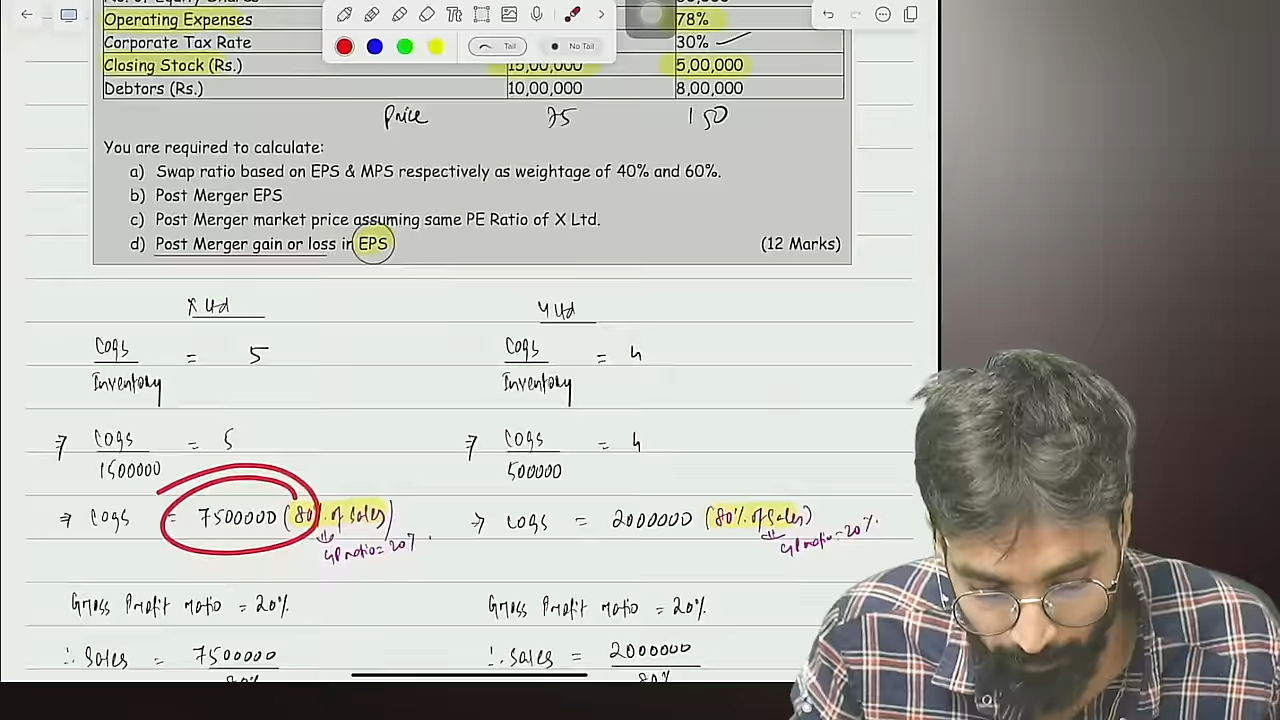 Operating Expenses 78%
Corporate Tax Rate 30%
Tail No Tail
Closing Stock (Rs.) 15,00,000 5,00,000
Debtors (Rs.) 10,00,000 8,00,000
Price 75 150
You are required to calculate:
a) Swap ratio based on EPS & MPS respectively as weightage of 40% and 60%.
b) Post Merger EPS
c) Post Merger market price assuming same PE Ratio of X Ltd.
d) Post Merger gain or loss in EPS (12 Marks)
X Ltd Y Ltd
Cogs/Inventory = 5 Cogs/Inventory = 4
⇒ Cogs/1500000 = 5 ⇒ Cogs/500000 = 4
⇒ Cogs = 7500000 (80% of Sales) ⇒ Cogs = 2000000 (80% of Sales)
GP ratio = 20% GP ratio = 20%
Gross Profit ratio = 20% Gross Profit ratio = 20%
∴ Sales = 7500000 ∴ Sales = 2000000
80% 80%